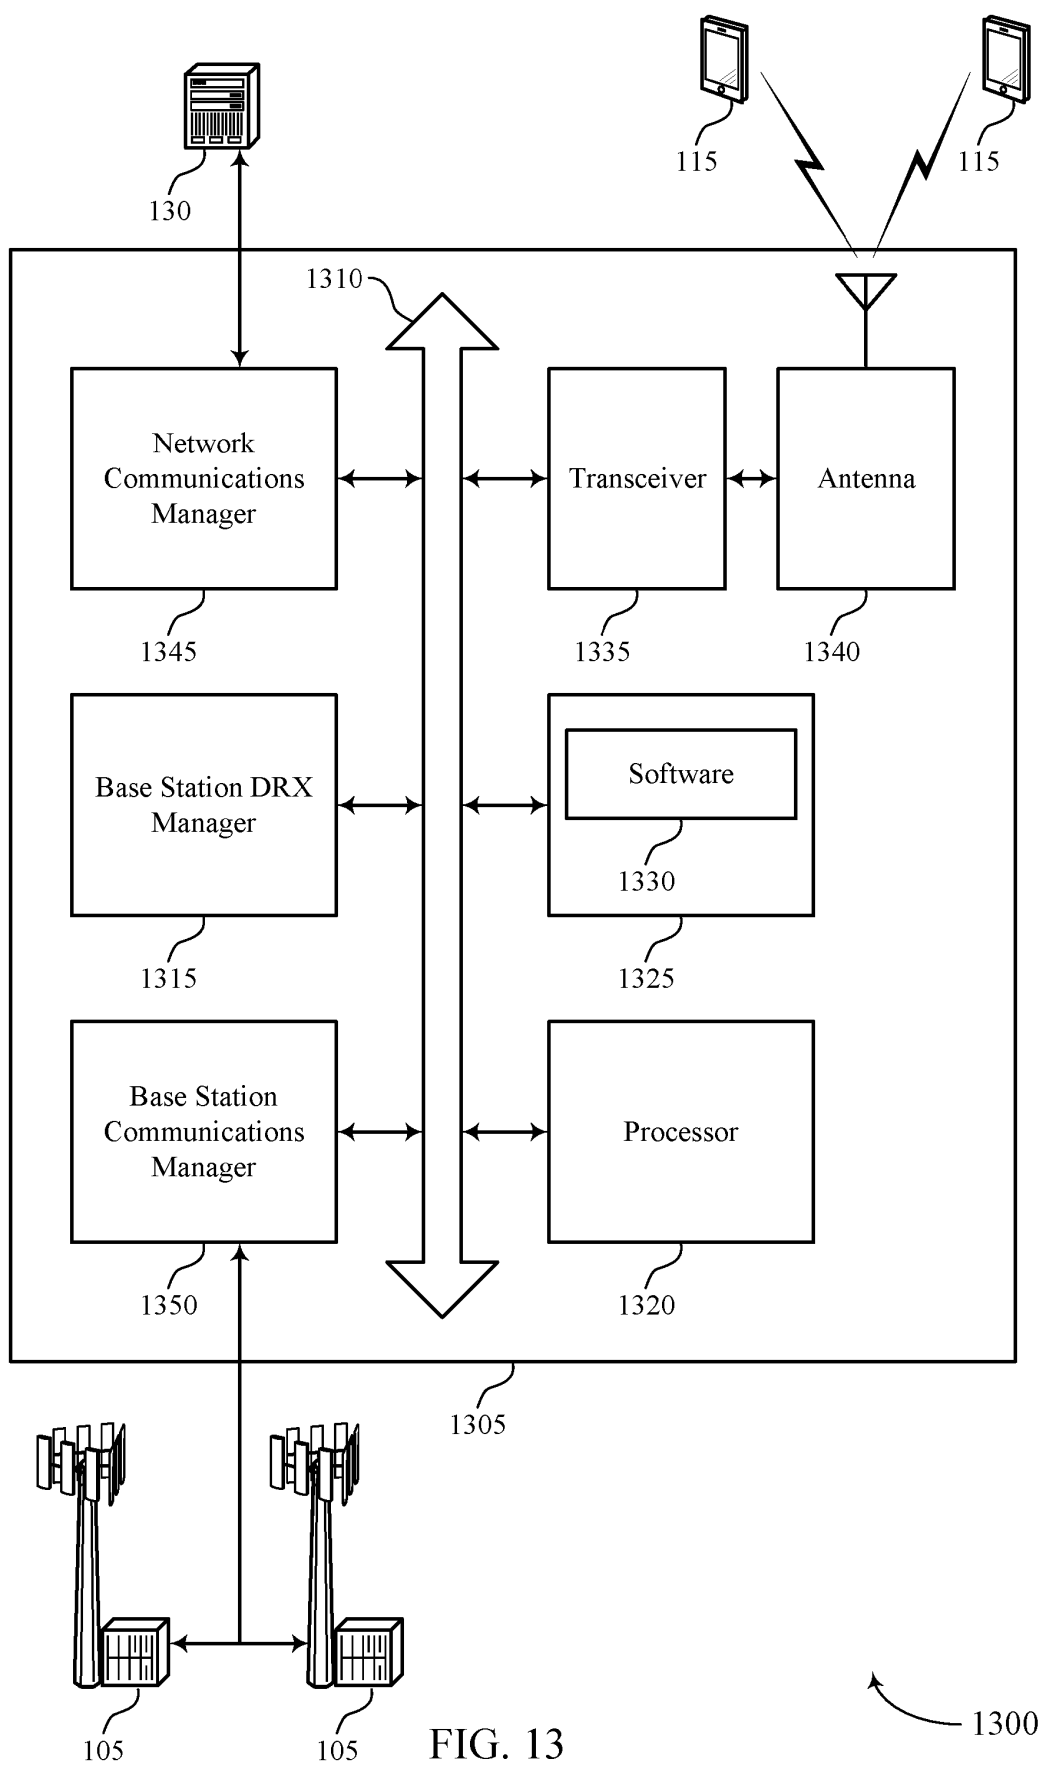 115
115
130
1310
Network
Communications
Manager
Transceiver
Antenna
1345
1335
1340
Base Station DRX
Manager
Software
1330
1315
1325
Base Station
Communications
Manager
Processor
1350
1320
1305
105
105
FIG. 13
1300